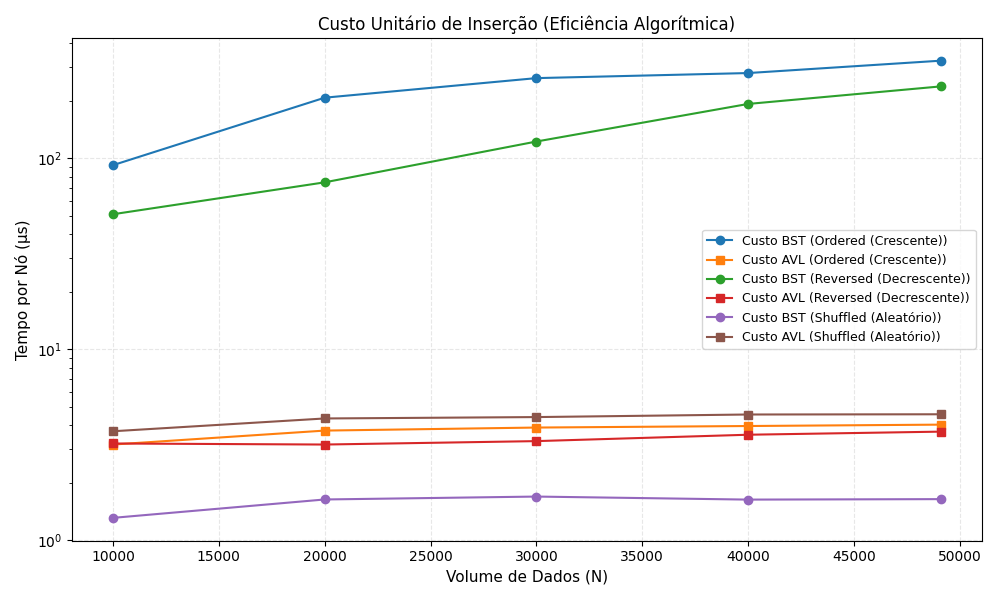 Custo Unitário de Inserção (Eficiência Algorítmica)
Tempo por Nó (µs)
10²
10¹
10⁰
Custo BST (Ordered (Crescente))
Custo AVL (Ordered (Crescente))
Custo BST (Reversed (Decrescente))
Custo AVL (Reversed (Decrescente))
Custo BST (Shuffled (Aleatório))
Custo AVL (Shuffled (Aleatório))
10000 15000 20000 25000 30000 35000 40000 45000 50000
Volume de Dados (N)